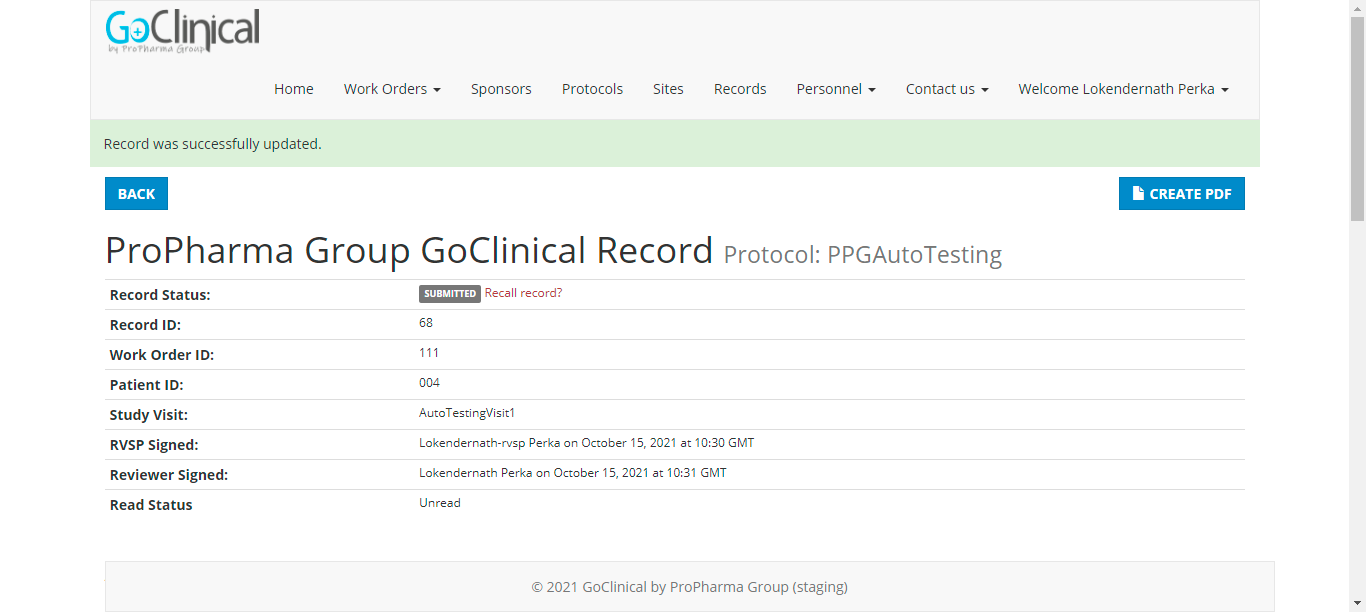 GoClinical
by ProPharma Group
Home Work Orders Sponsors Protocols Sites Records Personnel Contact us Welcome Lokendernath Perka
Record was successfully updated.
BACK CREATE PDF
ProPharma Group GoClinical Record Protocol: PPGAutoTesting
Record Status: SUBMITTED Recall record?
Record ID: 68
Work Order ID: 111
Patient ID: 004
Study Visit: AutoTestingVisit1
RVSP Signed: Lokendernath-rvsp Perka on October 15, 2021 at 10:30 GMT
Reviewer Signed: Lokendernath Perka on October 15, 2021 at 10:31 GMT
Read Status Unread
© 2021 GoClinical by ProPharma Group (staging)